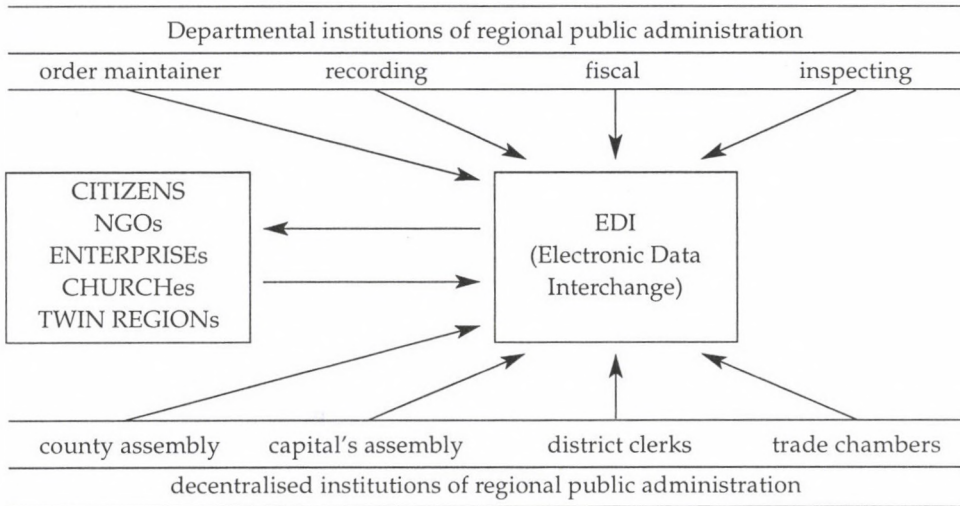 Departmental institutions of regional public administration
order maintainer recording fiscal inspecting
CITIZENS
NGOs
ENTERPRISEs
CHURCHes
TWIN REGIONs
EDI
(Electronic Data
Interchange)
county assembly capital's assembly district clerks trade chambers
decentralised institutions of regional public administration